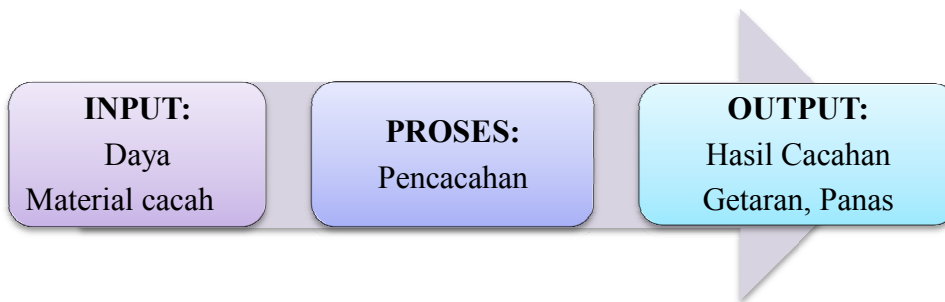 INPUT:
Daya
Material cacah
PROSES:
Pencacahan
OUTPUT:
Hasil Cacahan
Getaran, Panas